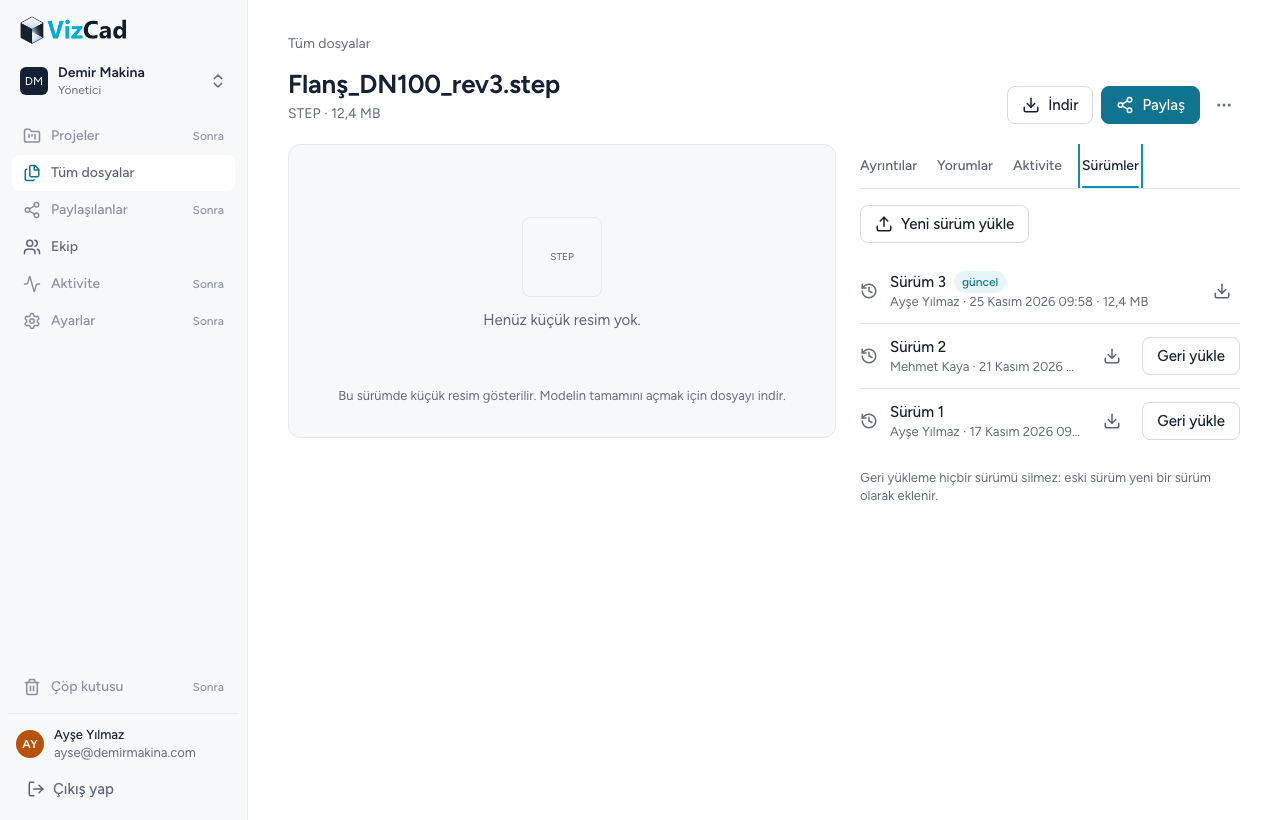 VizCad
DM
Demir Makina
Yönetici
Projeler Sonra
Tüm dosyalar
Paylaşılanlar Sonra
Ekip
Aktivite Sonra
Ayarlar Sonra
Çöp kutusu Sonra
AY
Ayşe Yılmaz
ayse@demirmakina.com
Çıkış yap
Tüm dosyalar
Flanş_DN100_rev3.step
STEP · 12,4 MB
İndir
Paylaş
STEP
Henüz küçük resim yok.
Bu sürümde küçük resim gösterilir. Modelin tamamını açmak için dosyayı indir.
Ayrıntılar Yorumlar Aktivite Sürümler
Yeni sürüm yükle
Sürüm 3 güncel
Ayşe Yılmaz · 25 Kasım 2026 09:58 · 12,4 MB
Sürüm 2
Mehmet Kaya · 21 Kasım 2026 ...
Geri yükle
Sürüm 1
Ayşe Yılmaz · 17 Kasım 2026 09...
Geri yükle
Geri yükleme hiçbir sürümü silmez: eski sürüm yeni bir sürüm
olarak eklenir.